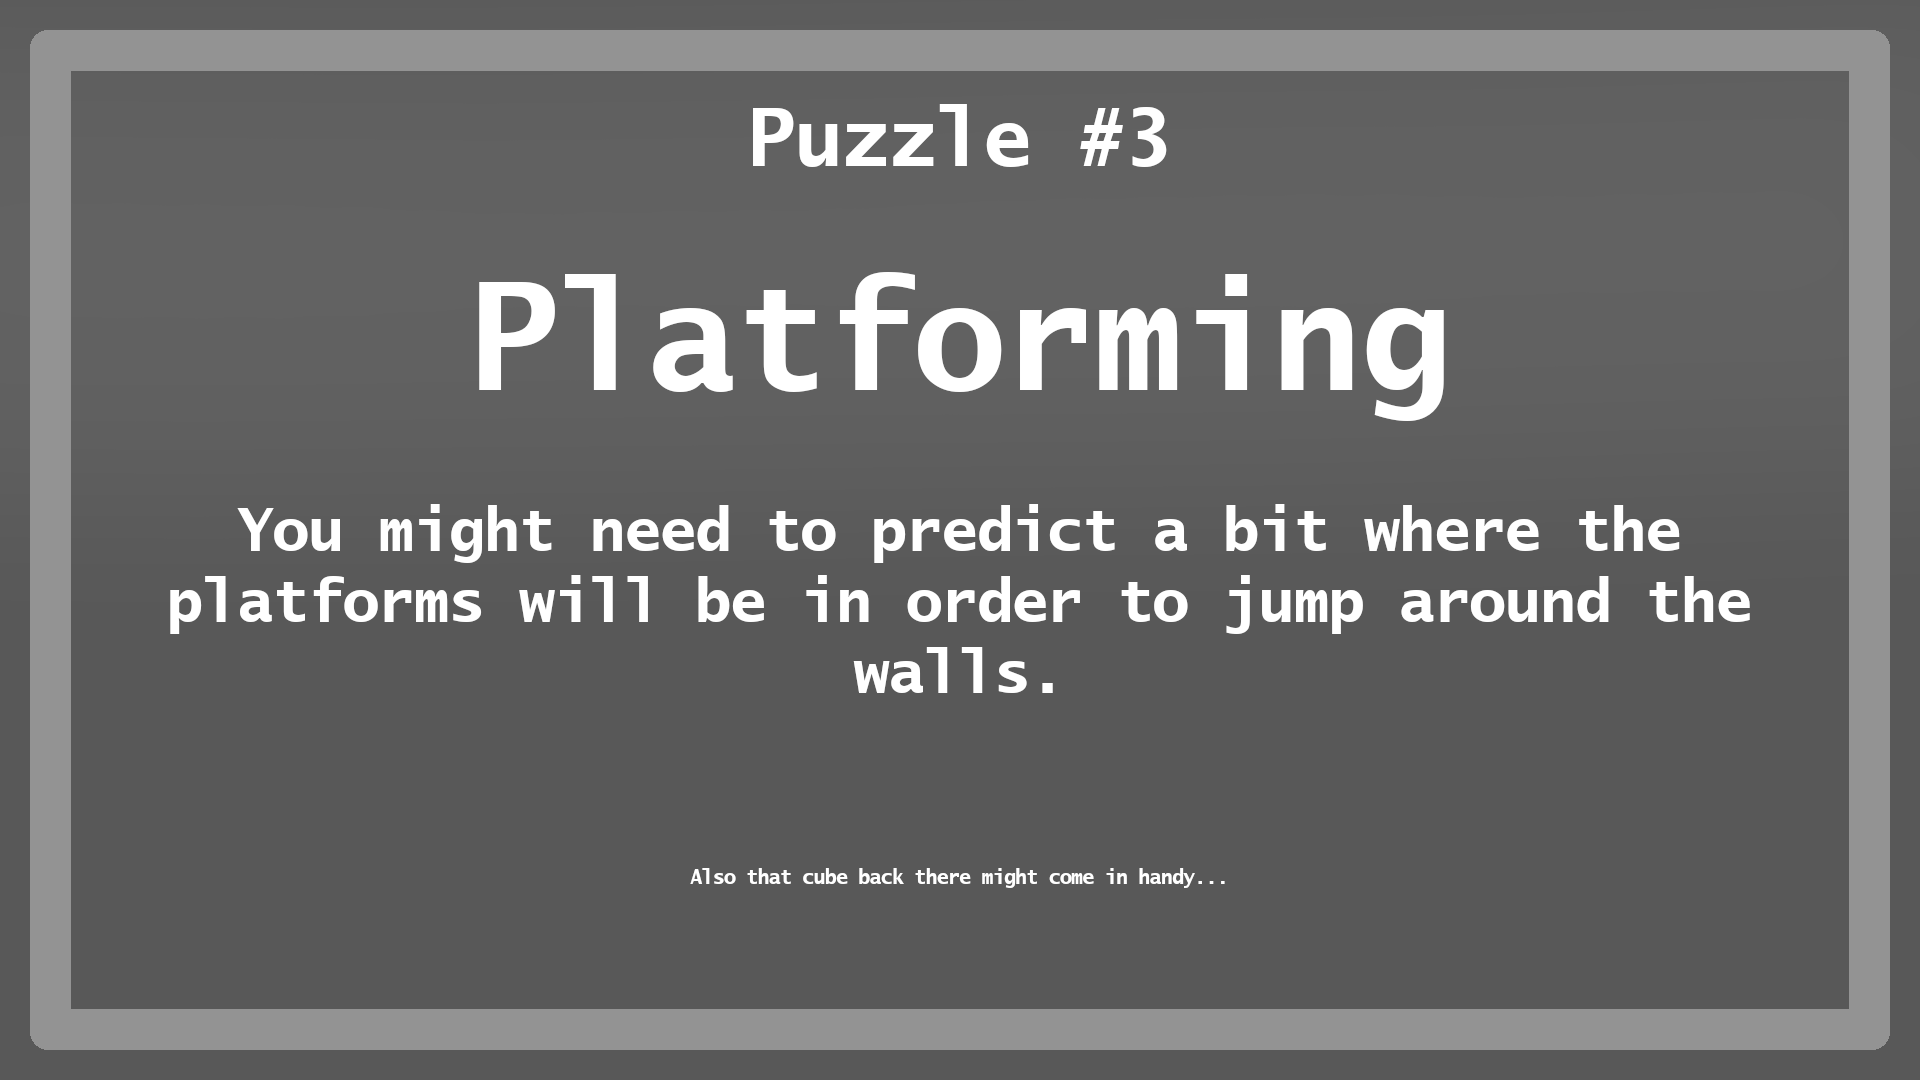 Puzzle #3
Platforming
You might need to predict a bit where the
platforms will be in order to jump around the
walls.
Also that cube back there might come in handy...